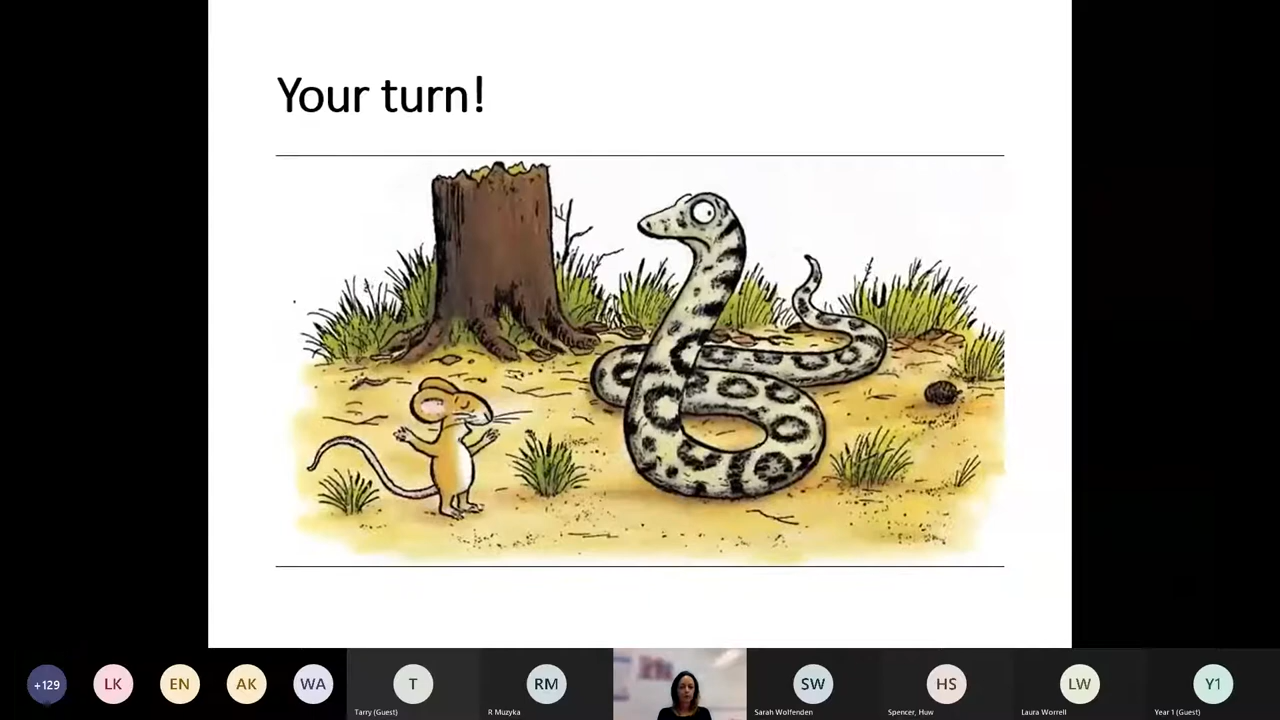 Your turn!
+129
LK
EN
AK
WA
T
RM
SW
HS
LW
Y1
Tarry (Guest)
R Muzyka
Sarah Wolfenden
Spencer, Huw
Laura Worrell
Year 1 (Guest)